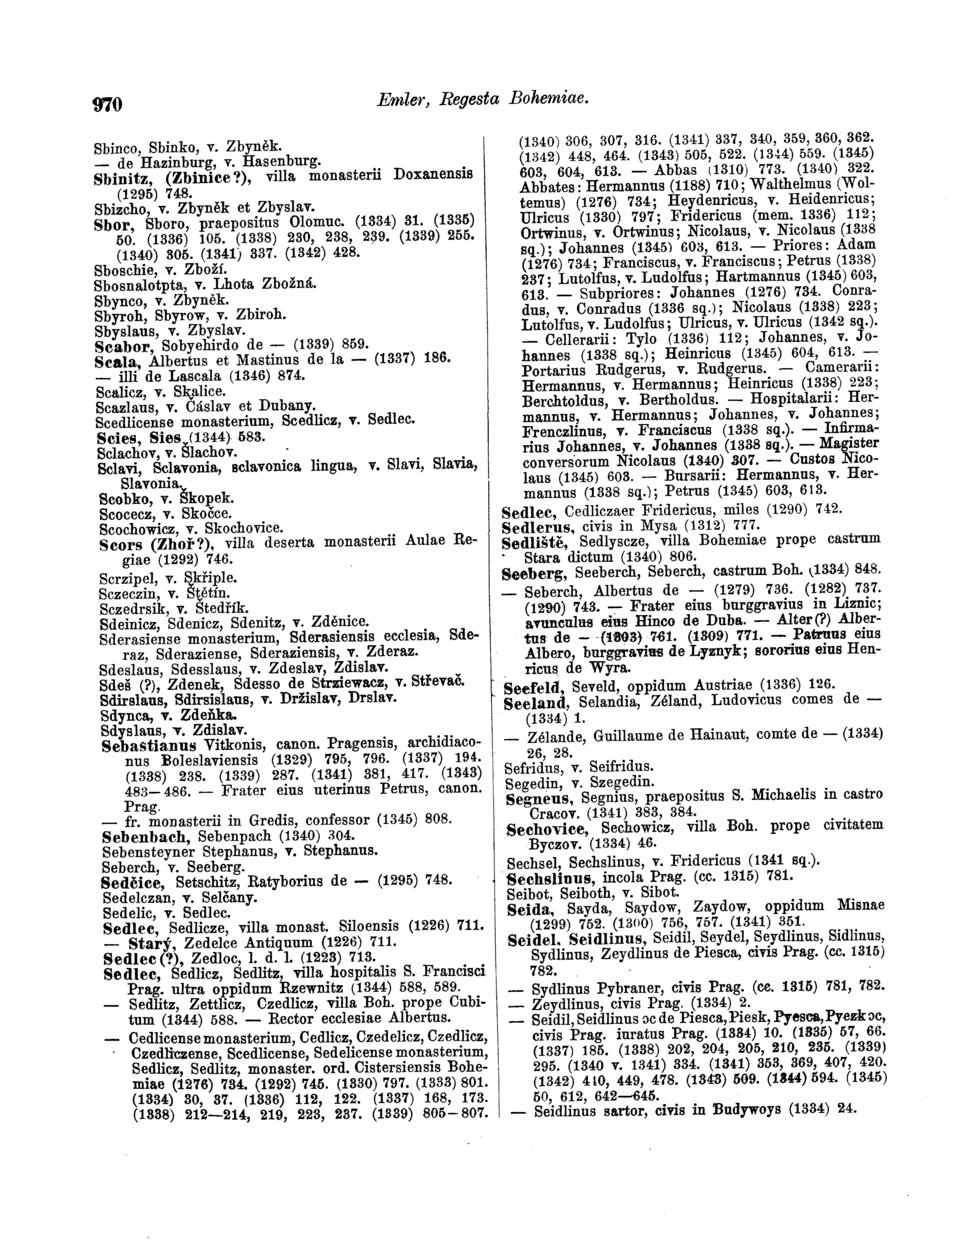 970
Emler, Regesta Bohemiae.
Sbinco, Sbinko, v. Zbyněk.
— de Hazinburg, v. Hasenburg.
Sbinitz, (Zbinice?), villa monasterii Doxanensis
(1295) 748.
Sbizcho, v. Zbyněk et Zbyslav.
Sbor, Sboro, praepositus Olomuc. (1334) 31. (1335)
50. (1336) 105. (1338) 230, 238, 239. (1339) 255.
(1340) 305. (1341) 337. (1342) 428.
Sboschie, v. Zboží.
Sbosnalotpta, v. Lhota Zbožná.
Sbynco, v. Zbyněk.
Sbyroh, Sbyrow, v. Zbiroh.
Sbyslaus, v. Zbyslav.
Scabor, Sobyehirdo de — (1339) 859.
Scala, Albertus et Mastinus de la — (1337) 186.
— illi de Lascala (1346) 874.
Scalicz, v. Skalice.
Scazlaus, v. Čáslav et Dubany.
Scedlicense monasterium, Scedlicz, v. Sedlec.
Scies, Sies (1344) 583.
Sclachov, v. Slachov.
Sclavi, Sclavonia, sclavonica lingua, v. Slavi, Slavia,
Slavonia.
Scobko, v. Škopek.
Scocecz, v. Skočce.
Scochowicz, v. Skochovice.
Scors (Zhoř?), villa deserta monasterii Aulae Re-
giae (1292) 746.
Scrzipel, v. Skřiple.
Sczeczin, v. Štětín.
Sczedrsik, v. Štedřík.
Sdeinicz, Sdenicz, Sdenitz, v. Zděnice.
Sderasiense monasterium, Sderasiensis ecclesia, Sde-
raz, Sderaziense, Sderaziensis, v. Zderaz.
Sdeslaus, Sdesslaus, v. Zdeslav, Zdislav.
Sdeš (?), Zdenek, Sdesso de Strziewacz, v. Střevač.
Sdirslaus, Sdirsislaus, v. Držislav, Drslav.
Sdynca, v. Zdeňka.
Sdyslaus, v. Zdislav.
Sebastianus Vitkonis, canon. Pragensis, archidiaco-
nus Boleslaviensis (1329) 795, 796. (1337) 194.
(1338) 238. (1339) 287. (1341) 381, 417. (1343)
483—486. — Frater eius uterinus Petrus, canon.
Prag.
— fr. monasterii in Gredis, confessor (1345) 808.
Sebenbach, Sebenpach (1340) 304.
Sebensteyner Stephanus, v. Stephanus.
Seberch, v. Seeberg.
Sedčice, Setschitz, Ratyborius de — (1295) 748.
Sedelczan, v. Selčany.
Sedelic, v. Sedlec.
Sedlec, Sedlicze, villa monast. Siloensis (1226) 711.
— Starý, Zedelce Antiquum (1226) 711.
Sedlec (?), Zedloc, l. d. l. (1223) 713.
Sedlec, Sedlicz, Sedlitz, villa hospitalis S. Francisci
Prag. ultra oppidum Rzewnitz (1344) 588, 589.
— Sedlitz, Zettlicz, Czedlicz, villa Boh. prope Cubi-
tum (1344) 588. — Rector ecclesiae Albertus.
— Cedlicense monasterium, Cedlicz, Czedelicz, Czedlicz,
Czedliczense, Scedlicense, Sedelicense monasterium,
Sedlicz, Sedlitz, monaster. ord. Cistersiensis Bohe-
miae (1276) 734. (1292) 745. (1330) 797. (1333) 801.
(1334) 30, 37. (1336) 112, 122. (1337) 168, 173.
(1338) 212—214, 219, 223, 237. (1339) 805—807.
(1340) 306, 307, 316. (1341) 337, 340, 359, 360, 362.
(1342) 448, 464. (1343) 505, 522. (1344) 559. (1345)
603, 604, 613. — Abbas (1310) 773. (1340) 322.
Abbates: Hermannus (1188) 710; Walthelmus (Wol-
temus) (1276) 734; Heydenricus, v. Heidenricus;
Ulricus (1330) 797; Fridericus (mem. 1336) 112;
Ortwinus, v. Ortwinus; Nicolaus, v. Nicolaus (1338
sq.); Johannes (1345) 603, 613. — Priores: Adam
(1276) 734; Franciscus, v. Franciscus; Petrus (1338)
237; Lutolfus, v. Ludolfus; Hartmannus (1345) 603,
613. — Subpriores: Johannes (1276) 734. Conra-
dus, v. Conradus (1336 sq.); Nicolaus (1338) 223;
Lutolfus, v. Ludolfus; Ulricus, v. Ulricus (1342 sq.).
— Cellerarii: Tylo (1336) 112; Johannes, v. Jo-
hannes (1338 sq.); Heinricus (1345) 604, 613. —
Portarius Rudgerus, v. Rudgerus. — Camerarii:
Hermannus, v. Hermannus; Heinricus (1338) 223;
Berchtoldus, v. Bertholdus. — Hospitalarii: Her-
mannus, v. Hermannus; Johannes, v. Johannes;
Frenczlinus, v. Franciscus (1338 sq.). — Infirma-
rius Johannes, v. Johannes (1338 sq.). — Magister
conversorum Nicolaus (1340) 307. — Custos Nico-
laus (1345) 603. — Bursarii: Hermannus, v. Her-
mannus (1338 sq.); Petrus (1345) 603, 613.
Sedlec, Cedliczaer Fridericus, miles (1290) 742.
Sedlerus, civis in Mysa (1312) 777.
Sedliště, Sedlyscze, villa Bohemiae prope castrum
Stara dictum (1340) 806.
Seeberg, Seeberch, Seberch, castrum Boh. (1334) 848.
— Seberch, Albertus de — (1279) 736. (1282) 737.
(1290) 743. — Frater eius burggravius in Liznic;
avunculus eius Hinco de Duba. — Alter (?) Alber-
tus de — (1303) 761. (1309) 771. — Patruus eius
Albero, burggravius de Lyznyk; sororius eius Hen-
ricus de Wyra.
Seefeld, Seveld, oppidum Austriae (1336) 126.
Seeland, Selandia, Zéland, Ludovicus comes de —
(1334) 1.
— Zélande, Guillaume de Hainaut, comte de — (1334)
26, 28.
Sefridus, v. Seifridus.
Segedin, v. Szegedin.
Segneus, Segnius, praepositus S. Michaelis in castro
Cracov. (1341) 383, 384.
Sechovice, Sechowicz, villa Boh. prope civitatem
Byczov. (1334) 46.
Sechsel, Sechslinus, v. Fridericus (1341 sq.).
Sechslinus, incola Prag. (cc. 1315) 781.
Seibot, Seiboth, v. Sibot.
Seida, Sayda, Saydow, Zaydow, oppidum Misnae
(1299) 752. (1300) 756, 757. (1341) 351.
Seidel, Seidlinus, Seidil, Seydel, Seydlinus, Sidlinus,
Sydlinus, Zeydlinus de Piesca, civis Prag. (cc. 1315)
782.
— Sydlinus Pybraner, civis Prag. (cc. 1315) 781, 782.
— Zeydlinus, civis Prag. (1334) 2.
— Seidil, Seidlinus ɔc de Piesca, Piesk, Pyesca, Pyezk ɔc,
civis Prag. iuratus Prag. (1334) 10. (1335) 57, 66.
(1337) 185. (1338) 202, 204, 205, 210, 235. (1339)
295. (1340 v. 1341) 334. (1341) 353, 369, 407, 420.
(1342) 410, 449, 478. (1343) 509. (1344) 594. (1345)
50, 612, 642—645.
— Seidlinus sartor, civis in Budywoys (1334) 24.